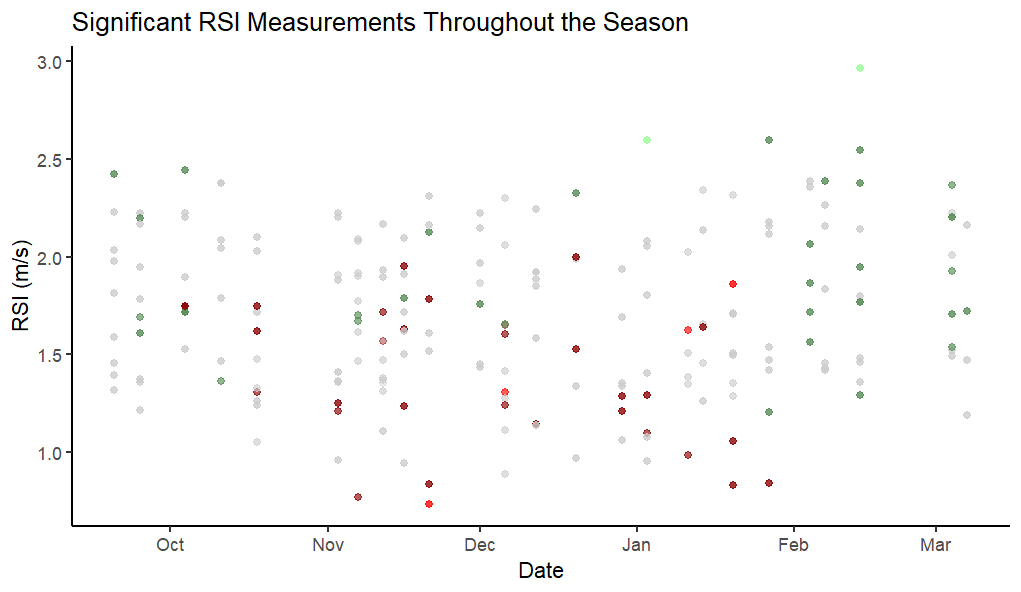 Significant RSI Measurements Throughout the Season
3.0
2.5
2.0
1.5
1.0
RSI (m/s)
Oct Nov Dec Jan Feb Mar
Date